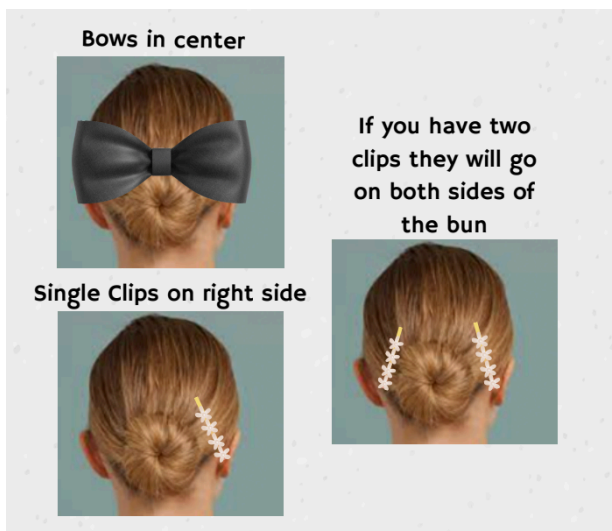 Bows in center
Single Clips on right side
If you have two
clips they will go
on both sides of
the bun